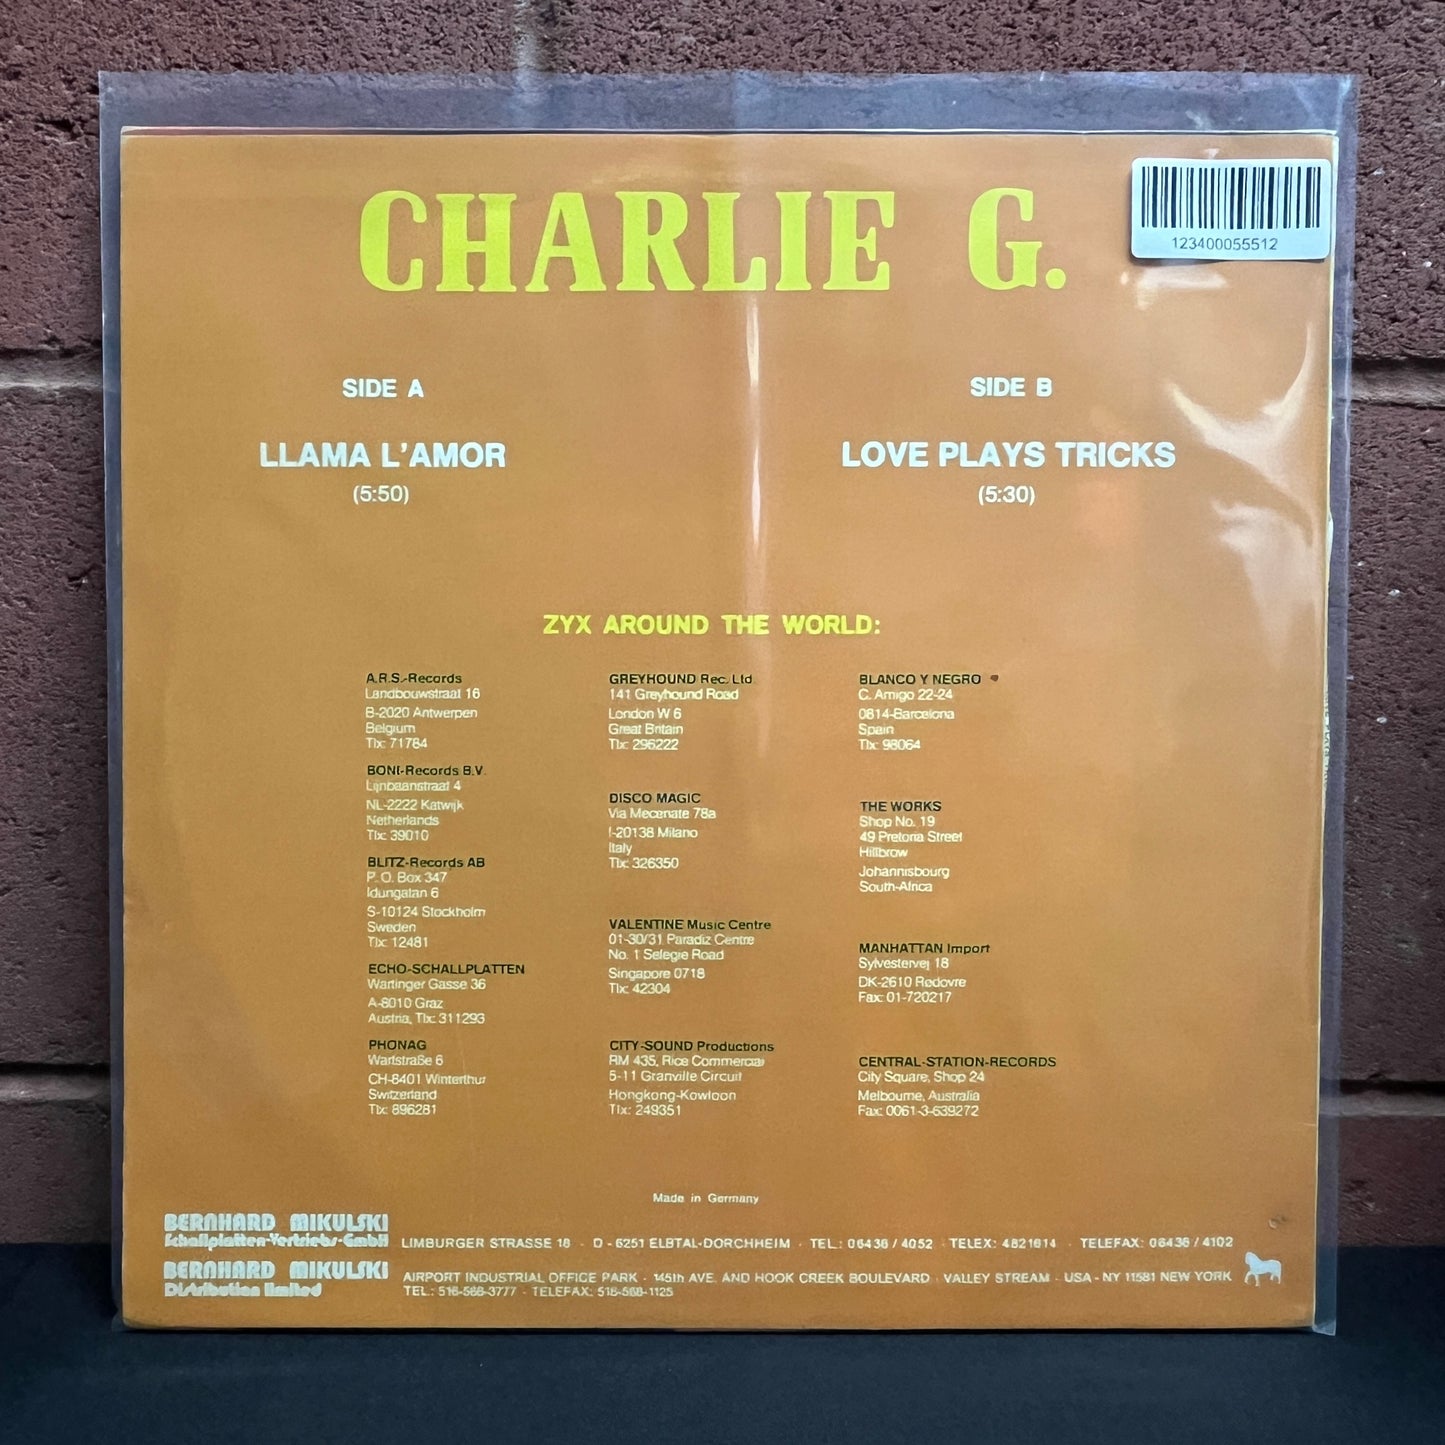 CHARLIE G.
123400055512
SIDE A
LLAMA L'AMOR
(5:50)
SIDE B
LOVE PLAYS TRICKS
(5:30)
ZYX AROUND THE WORLD:
A.R.S.-Records
Landbouwstraat 16
B-2020 Antwerpen
Belgium
Tlx: 71784
BONI-Records B.V.
Lijnbaanstraat 4
NL-2222 Katwijk
Netherlands
Tlx: 39010
BLITZ-Records AB
P. O. Box 347
Idungatan 6
S-10124 Stockholm
Sweden
Tlx: 12481
ECHO-SCHALLPLATTEN
Wartinger Gasse 36
A-8010 Graz
Austria, Tlx: 311293
PHONAG
Wartstraße 6
CH-8401 Winterthur
Switzerland
Tlx: 896281
GREYHOUND Rec. Ltd.
141 Greyhound Road
London W 6
Great Britain
Tlx: 296222
DISCO MAGIC
Via Mecenate 78a
I-20138 Milano
Italy
Tlx: 326350
VALENTINE Music Centre
01-30/31 Paradiz Centre
No. 1 Selegie Road
Singapore 0718
Tlx: 42304
CITY-SOUND Productions
RM 435, Rice Commercial
5-11 Granville Circuit
Hongkong-Kowloon
Tlx: 249351
BLANCO Y NEGRO
C. Amigo 22-24
0814-Barcelona
Spain
Tlx: 98064
THE WORKS
Shop No. 19
49 Pretoria Street
Hillbrow
Johannisbourg
South-Africa
MANHATTAN Import
Sylvestervej 18
DK-2610 Rødovre
Fax: 01-720217
CENTRAL-STATION-RECORDS
City Square, Shop 24
Melbourne, Australia
Fax: 0061-3-639272
Made in Germany
BERNHARD MIKULSKI
Schallplatten-Vertriebs-GmbH
LIMBURGER STRASSE 18 · D - 6251 ELBTAL-DORCHHEIM · TEL.: 06436 / 4052 · TELEX: 4821614 · TELEFAX: 06436 / 4102
BERNHARD MIKULSKI
Distribution limited
AIRPORT INDUSTRIAL OFFICE PARK - 145th AVE. AND HOOK CREEK BOULEVARD · VALLEY STREAM · USA - NY 11581 NEW YORK
TEL.: 516-568-3777 - TELEFAX: 516-568-1125